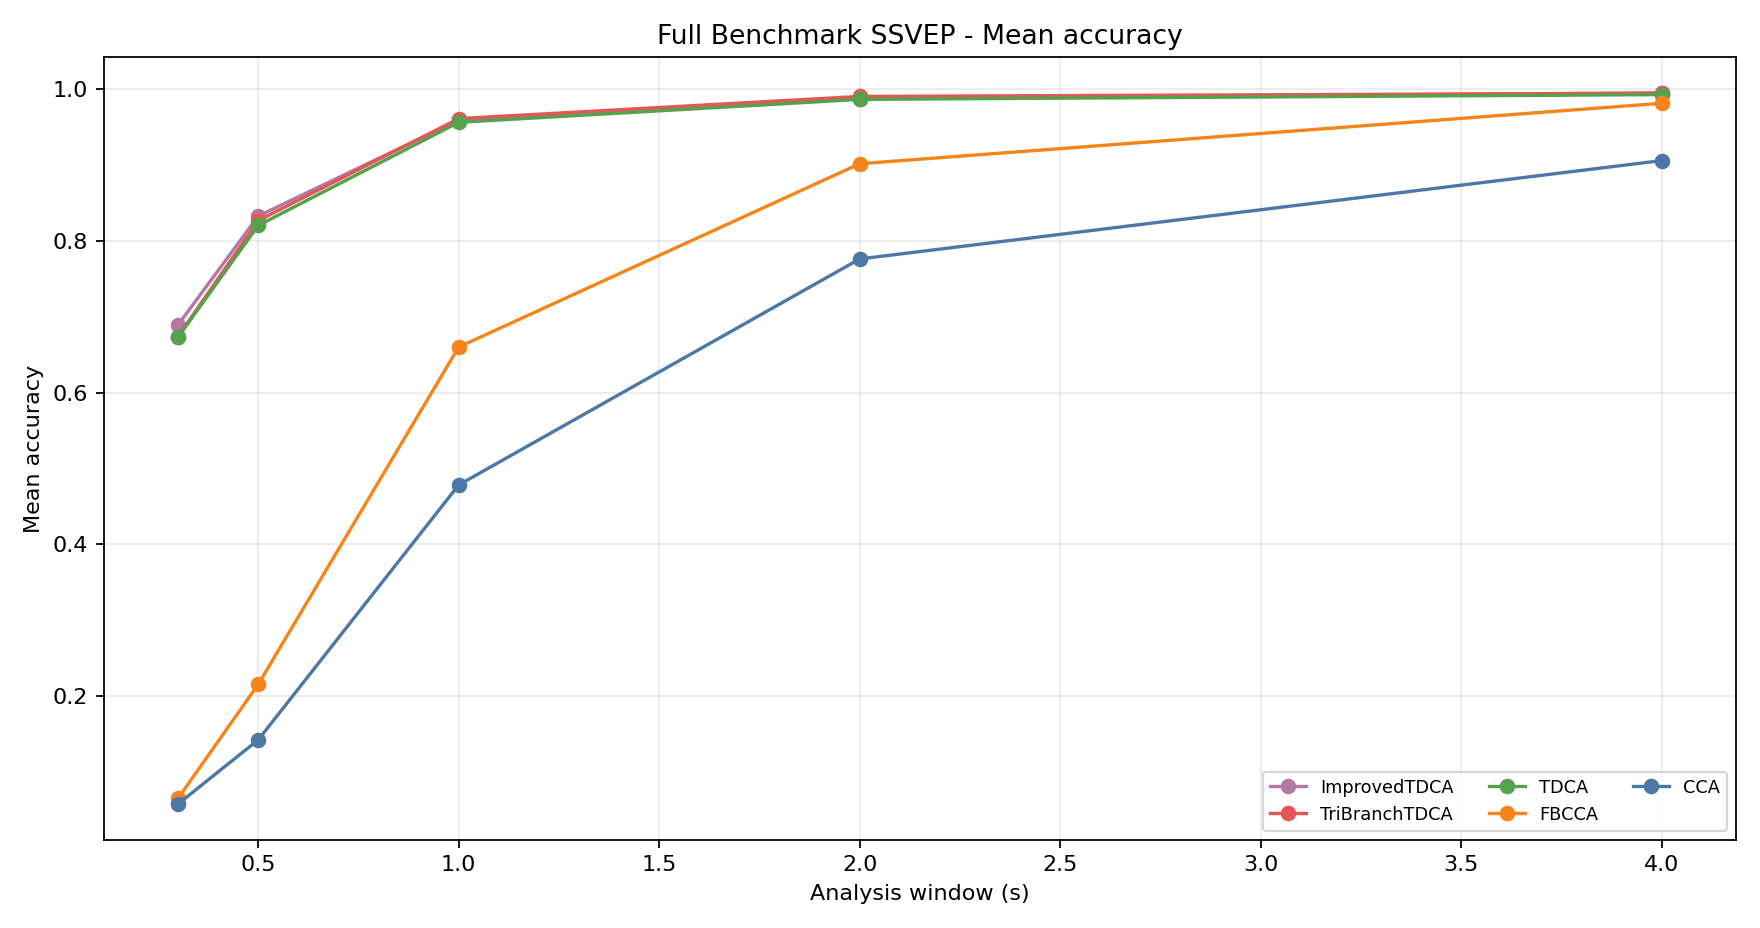 Full Benchmark SSVEP - Mean accuracy
Mean accuracy
1.0
0.8
0.6
0.4
0.2
0.5
1.0
1.5
2.0
2.5
3.0
3.5
4.0
Analysis window (s)
ImprovedTDCA
TriBranchTDCA
TDCA
FBCCA
CCA